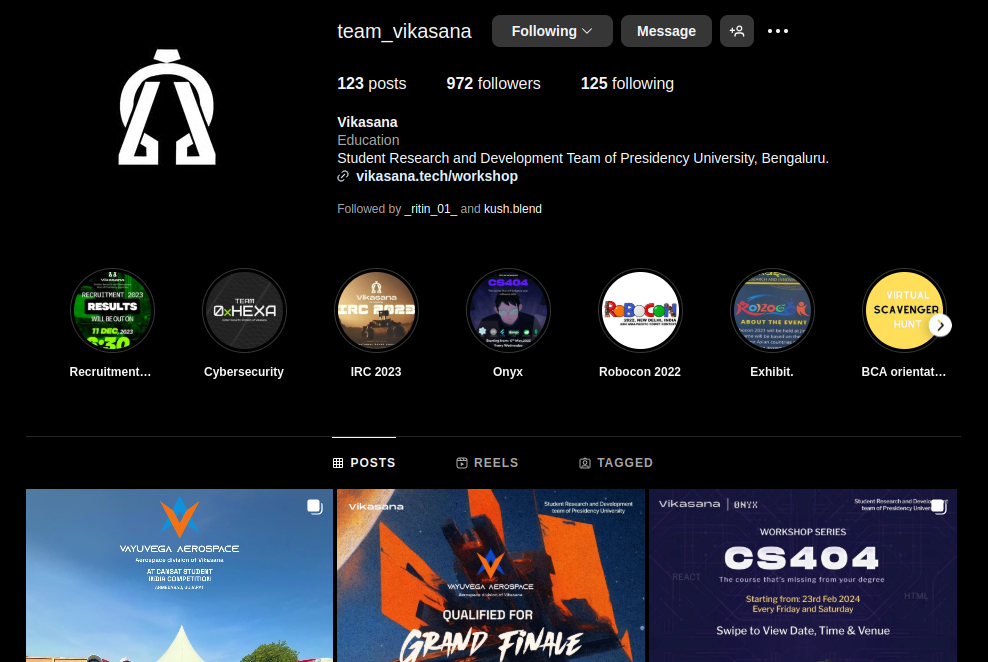 team_vikasana
Following
Message
123 posts
972 followers
125 following
Vikasana
Education
Student Research and Development Team of Presidency University, Bengaluru.
vikasana.tech/workshop
Followed by _ritin_01_ and kush.blend
Vikasana
RECRUITMENT 2023
RESULTS
WILL BE OUT ON
11 DEC, 2023
8:30
TEAM
0xHEXA
Vikasana
IRC 2023
CS404
ROBOCON
2022, NEW DELHI, INDIA
ABOUT THE EVENT
VIRTUAL
SCAVENGER
HUNT
Recruitment...
Cybersecurity
IRC 2023
Onyx
Robocon 2022
Exhibit.
BCA orientat...
POSTS
REELS
TAGGED
VAYUVEGA AEROSPACE
Aerospace division of Vikasana
AT CANSAT STUDENT
INDIA COMPETITION
Vikasana
Student Research and Development
team of Presidency University
VAYUVEGA AEROSPACE
Aerospace division of Vikasana
QUALIFIED FOR
GRAND FINALE
Vikasana | ONYX
Student Research and
team of Presidency
WORKSHOP SERIES
CS404
The course that's missing from your degree
REACT
HTML
Starting from: 23rd Feb 2024
Every Friday and Saturday
Swipe to View Date, Time & Venue